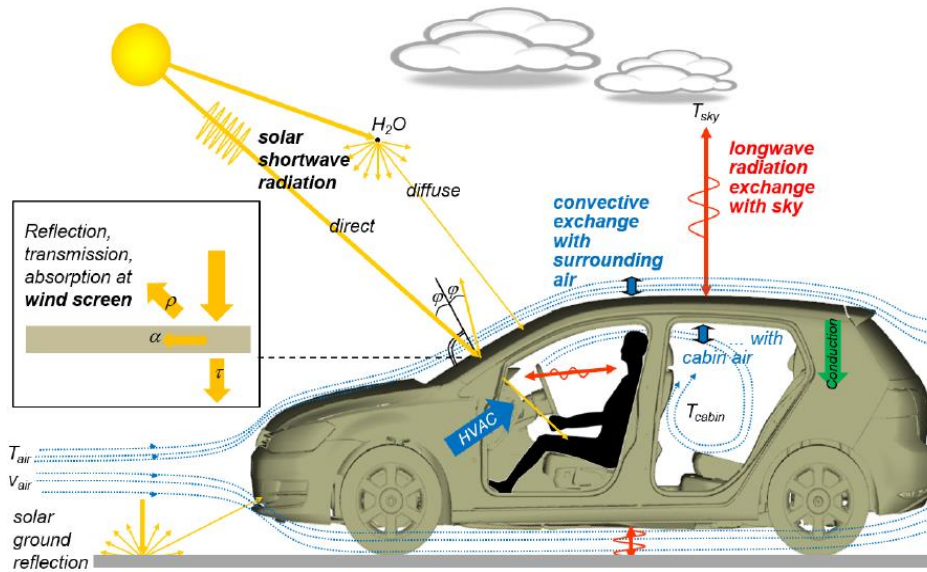 H2O
solar
shortwave
radiation
direct
diffuse
Tsky
longwave
radiation
exchange
with sky
convective
exchange
with
surrounding
air
Reflection,
transmission,
absorption at
wind screen
ρ
α
τ
φ φ
with
cabin air
Tcabin
Conduction
HVAC
Tair
vair
solar
ground
reflection